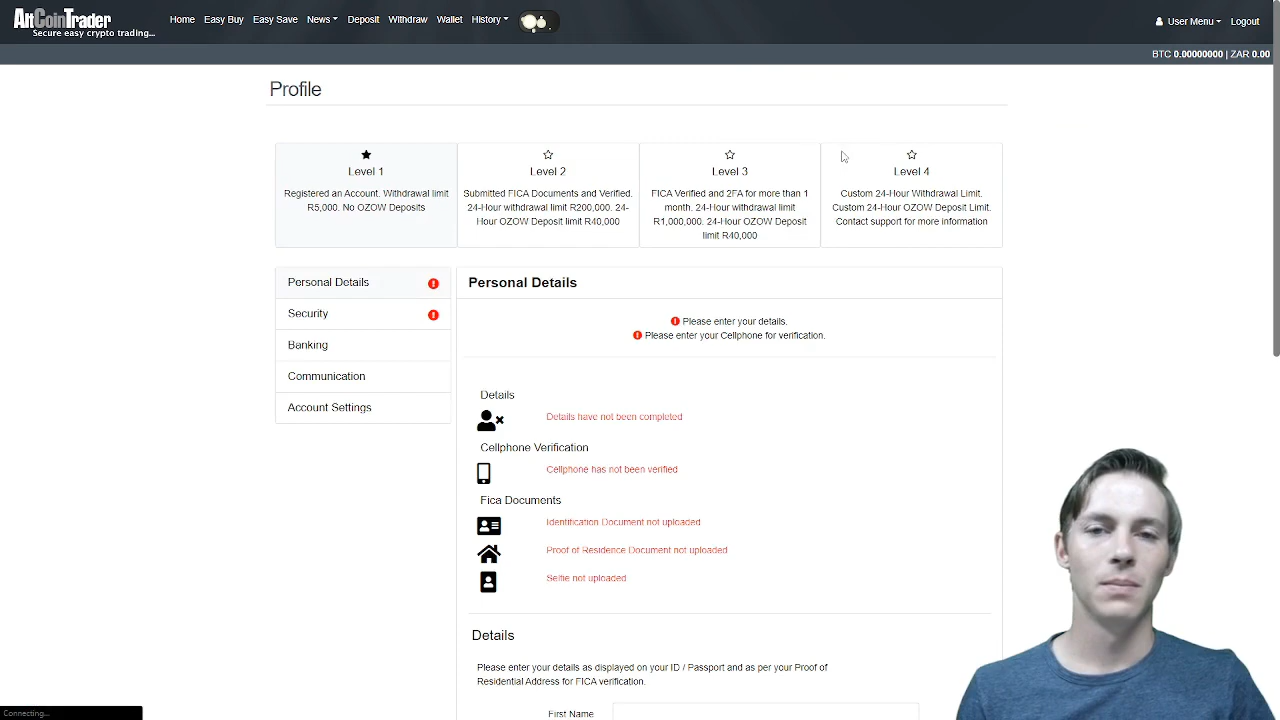 AltCoinTrader
Secure easy crypto trading...
Home Easy Buy Easy Save News Deposit Withdraw Wallet History
User Menu Logout
BTC 0.00000000 | ZAR 0.00
Profile
Level 1
Registered an Account. Withdrawal limit
R5,000. No OZOW Deposits
Level 2
Submitted FICA Documents and Verified.
24-Hour withdrawal limit R200,000. 24-
Hour OZOW Deposit limit R40,000
Level 3
FICA Verified and 2FA for more than 1
month. 24-Hour withdrawal limit
R1,000,000. 24-Hour OZOW Deposit
limit R40,000
Level 4
Custom 24-Hour Withdrawal Limit.
Custom 24-Hour OZOW Deposit Limit.
Contact support for more information
Personal Details
Security
Banking
Communication
Account Settings
Personal Details
Please enter your details.
Please enter your Cellphone for verification.
Details
Details have not been completed
Cellphone Verification
Cellphone has not been verified
Fica Documents
Identification Document not uploaded
Proof of Residence Document not uploaded
Selfie not uploaded
Details
Please enter your details as displayed on your ID / Passport and as per your Proof of
Residential Address for FICA verification.
First Name
Connecting...